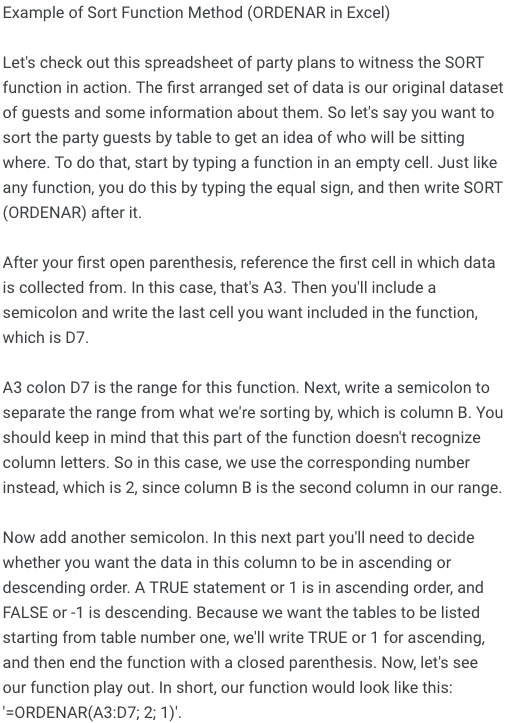 Example of Sort Function Method (ORDENAR in Excel)
Let's check out this spreadsheet of party plans to witness the SORT
function in action. The first arranged set of data is our original dataset
of guests and some information about them. So let's say you want to
sort the party guests by table to get an idea of who will be sitting
where. To do that, start by typing a function in an empty cell. Just like
any function, you do this by typing the equal sign, and then write SORT
(ORDENAR) after it.
After your first open parenthesis, reference the first cell in which data
is collected from. In this case, that's A3. Then you'll include a
semicolon and write the last cell you want included in the function,
which is D7.
A3 colon D7 is the range for this function. Next, write a semicolon to
separate the range from what we're sorting by, which is column B. You
should keep in mind that this part of the function doesn't recognize
column letters. So in this case, we use the corresponding number
instead, which is 2, since column B is the second column in our range.
Now add another semicolon. In this next part you'll need to decide
whether you want the data in this column to be in ascending or
descending order. A TRUE statement or 1 is in ascending order, and
FALSE or -1 is descending. Because we want the tables to be listed
starting from table number one, we'll write TRUE or 1 for ascending,
and then end the function with a closed parenthesis. Now, let's see
our function play out. In short, our function would look like this:
'=ORDENAR(A3:D7; 2; 1)'.